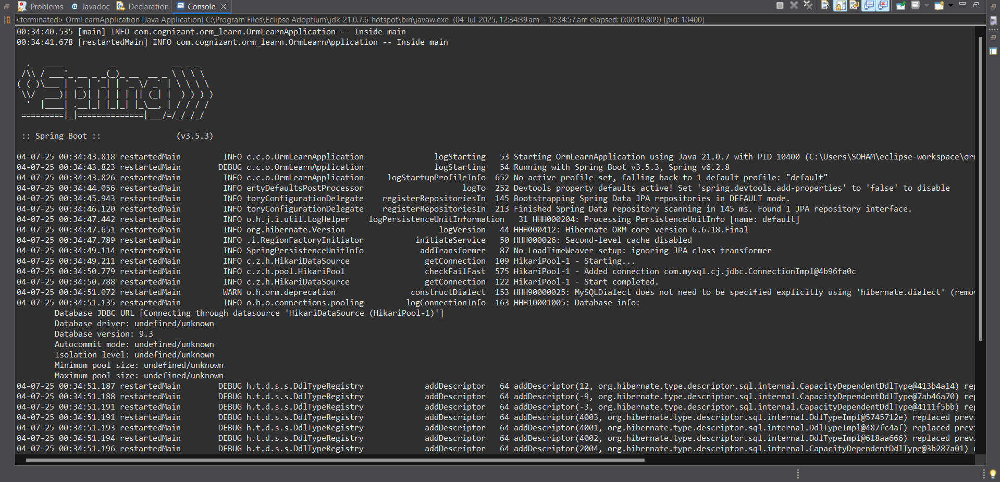 Problems Javadoc Declaration Console
<terminated> OrmLearnApplication [Java Application] C:\Program Files\Eclipse Adoptium\jdk-21.0.7.6-hotspot\bin\javaw.exe (04-Jul-2025, 12:34:39 am – 12:34:57 am elapsed: 0:00:18.809) [pid: 10400]
00:34:40.535 [main] INFO com.cognizant.orm_learn.OrmLearnApplication -- Inside main
00:34:41.678 [restartedMain] INFO com.cognizant.orm_learn.OrmLearnApplication -- Inside main
  .   ____          _            __ _ _
 /\\ / ___'_ __ _ _(_)_ __  __ _ \ \ \ \
( ( )\___ | '_ | '_| | '_ \/ _` | \ \ \ \
 \\/  ___)| |_)| | | | | || (_| |  ) ) ) )
  '  |____| .__|_| |_|_| |_\__, | / / / /
 =========|_|==============|___/=/_/_/_/
 :: Spring Boot ::                (v3.5.3)
04-07-25 00:34:43.818 restartedMain INFO c.c.o.OrmLearnApplication logStarting 53 Starting OrmLearnApplication using Java 21.0.7 with PID 10400 (C:\Users\SOHAM\eclipse-workspace\orm
04-07-25 00:34:43.823 restartedMain DEBUG c.c.o.OrmLearnApplication logStarting 54 Running with Spring Boot v3.5.3, Spring v6.2.8
04-07-25 00:34:43.826 restartedMain INFO c.c.o.OrmLearnApplication logStartupProfileInfo 652 No active profile set, falling back to 1 default profile: "default"
04-07-25 00:34:44.056 restartedMain INFO ertyDefaultsPostProcessor logTo 252 Devtools property defaults active! Set 'spring.devtools.add-properties' to 'false' to disable
04-07-25 00:34:45.943 restartedMain INFO toryConfigurationDelegate registerRepositoriesIn 145 Bootstrapping Spring Data JPA repositories in DEFAULT mode.
04-07-25 00:34:46.120 restartedMain INFO toryConfigurationDelegate registerRepositoriesIn 213 Finished Spring Data repository scanning in 145 ms. Found 1 JPA repository interface.
04-07-25 00:34:47.442 restartedMain INFO o.h.j.i.util.LogHelper logPersistenceUnitInformation 31 HHH000204: Processing PersistenceUnitInfo [name: default]
04-07-25 00:34:47.651 restartedMain INFO org.hibernate.Version logVersion 44 HHH000412: Hibernate ORM core version 6.6.18.Final
04-07-25 00:34:47.789 restartedMain INFO .i.RegionFactoryInitiator initiateService 50 HHH000026: Second-level cache disabled
04-07-25 00:34:49.114 restartedMain INFO SpringPersistenceUnitInfo addTransformer 87 No LoadTimeWeaver setup: ignoring JPA class transformer
04-07-25 00:34:49.211 restartedMain INFO c.z.h.HikariDataSource getConnection 109 HikariPool-1 - Starting...
04-07-25 00:34:50.779 restartedMain INFO c.z.h.pool.HikariPool checkFailFast 575 HikariPool-1 - Added connection com.mysql.cj.jdbc.ConnectionImpl@4b96fa0c
04-07-25 00:34:50.788 restartedMain INFO c.z.h.HikariDataSource getConnection 122 HikariPool-1 - Start completed.
04-07-25 00:34:51.072 restartedMain WARN o.h.orm.deprecation constructDialect 153 HHH90000025: MySQLDialect does not need to be specified explicitly using 'hibernate.dialect' (remov
04-07-25 00:34:51.135 restartedMain INFO o.h.o.connections.pooling logConnectionInfo 163 HHH10001005: Database info:
Database JDBC URL [Connecting through datasource 'HikariDataSource (HikariPool-1)']
Database driver: undefined/unknown
Database version: 9.3
Autocommit mode: undefined/unknown
Isolation level: undefined/unknown
Minimum pool size: undefined/unknown
Maximum pool size: undefined/unknown
04-07-25 00:34:51.187 restartedMain DEBUG h.t.d.s.s.DdlTypeRegistry addDescriptor 64 addDescriptor(12, org.hibernate.type.descriptor.sql.internal.CapacityDependentDdlType@413b4a14) rep
04-07-25 00:34:51.188 restartedMain DEBUG h.t.d.s.s.DdlTypeRegistry addDescriptor 64 addDescriptor(-9, org.hibernate.type.descriptor.sql.internal.CapacityDependentDdlType@7ab46a70) rep
04-07-25 00:34:51.191 restartedMain DEBUG h.t.d.s.s.DdlTypeRegistry addDescriptor 64 addDescriptor(-3, org.hibernate.type.descriptor.sql.internal.CapacityDependentDdlType@4111f5bb) rep
04-07-25 00:34:51.191 restartedMain DEBUG h.t.d.s.s.DdlTypeRegistry addDescriptor 64 addDescriptor(4003, org.hibernate.type.descriptor.sql.internal.DdlTypeImpl@5745712e) replaced previ
04-07-25 00:34:51.193 restartedMain DEBUG h.t.d.s.s.DdlTypeRegistry addDescriptor 64 addDescriptor(4001, org.hibernate.type.descriptor.sql.internal.DdlTypeImpl@487fc4af) replaced previ
04-07-25 00:34:51.194 restartedMain DEBUG h.t.d.s.s.DdlTypeRegistry addDescriptor 64 addDescriptor(4002, org.hibernate.type.descriptor.sql.internal.DdlTypeImpl@618aa666) replaced previ
04-07-25 00:34:51.196 restartedMain DEBUG h.t.d.s.s.DdlTypeRegistry addDescriptor 64 addDescriptor(2004, org.hibernate.type.descriptor.sql.internal.CapacityDependentDdlType@3b287a01) r